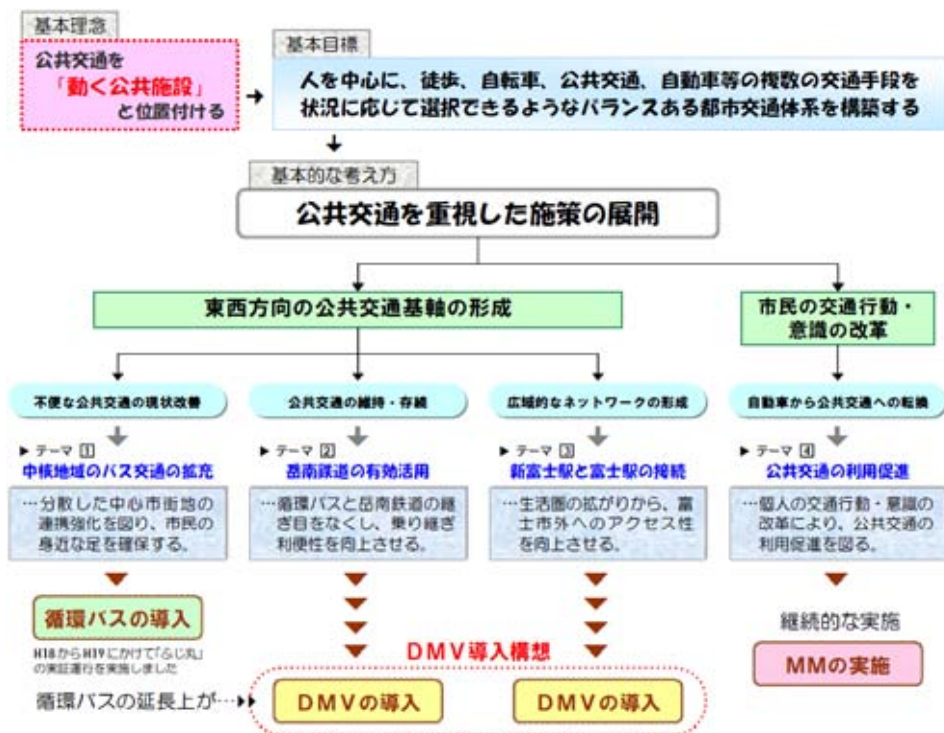 基本理念
公共交通を
「動く公共施設」
と位置付ける
基本目標
人を中心に、徒歩、自転車、公共交通、自動車等の複数の交通手段を
状況に応じて選択できるようなバランスある都市交通体系を構築する
基本的な考え方
公共交通を重視した施策の展開
東西方向の公共交通基軸の形成
市民の交通行動・
意識の改革
不便な公共交通の現状改善
公共交通の維持・存続
広域的なネットワークの形成
自動車から公共交通への転換
▶ テーマ 1
中核地域のバス交通の拡充
…分散した中心市街地の
連携強化を図り、市民の
身近な足を確保する。
▶ テーマ 2
岳南鉄道の有効活用
…循環バスと岳南鉄道の継
ぎ目をなくし、乗り継ぎ
利便性を向上させる。
▶ テーマ 3
新富士駅と富士駅の接続
…生活圏の拡がりから、富
士市外へのアクセス性
を向上させる。
▶ テーマ 4
公共交通の利用促進
…個人の交通行動・意識の
改革により、公共交通の
利用促進を図る。
循環バスの導入
H18からH19にかけて「ふじ丸」
の実証運行を実施しました
循環バスの延長上が…
DMV導入構想
DMVの導入
DMVの導入
継続的な実施
MMの実施